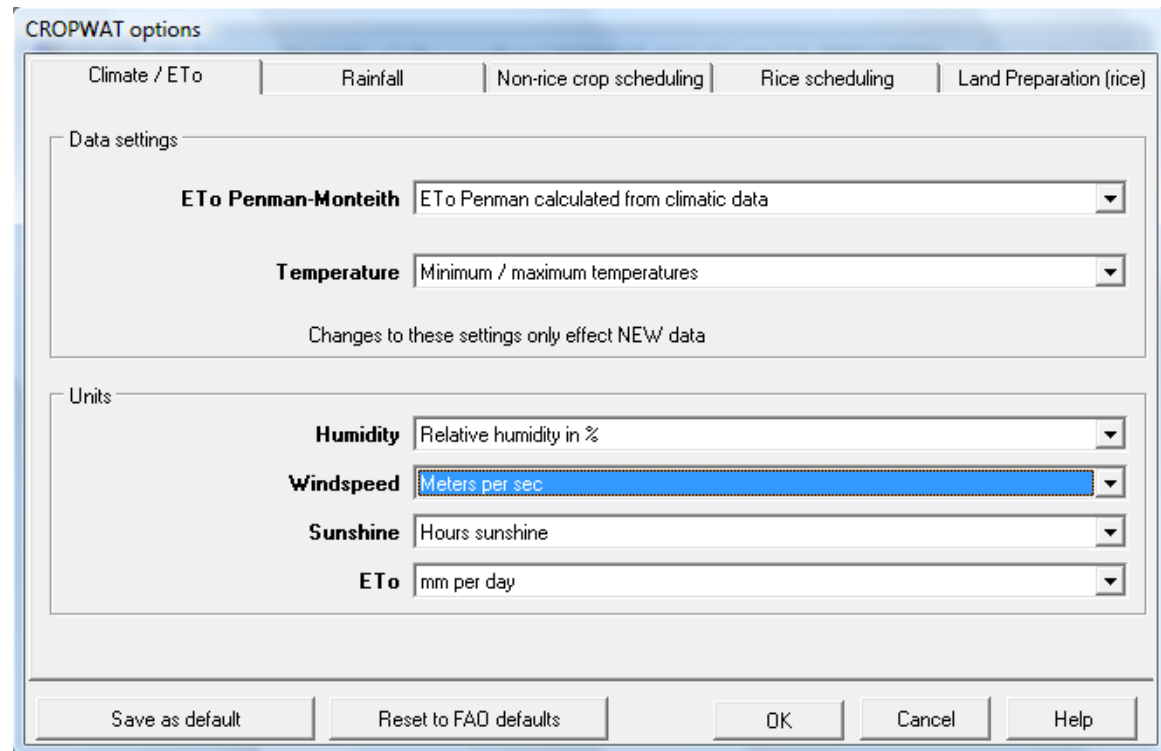 CROPWAT options
Climate / ETo Rainfall Non-rice crop scheduling Rice scheduling Land Preparation (rice)
Data settings
ETo Penman-Monteith ETo Penman calculated from climatic data
Temperature Minimum / maximum temperatures
Changes to these settings only effect NEW data
Units
Humidity Relative humidity in %
Windspeed Meters per sec
Sunshine Hours sunshine
ETo mm per day
Save as default Reset to FAO defaults OK Cancel Help